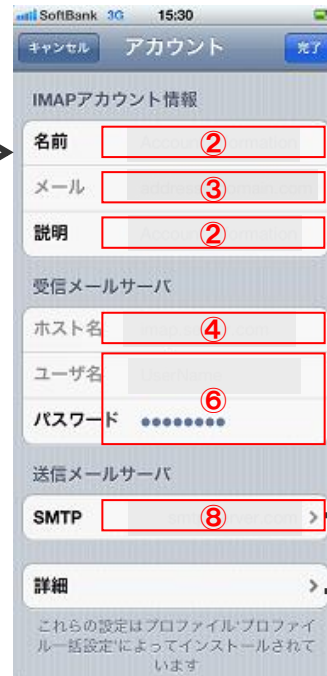 SoftBank 3G 15:30
キャンセル アカウント 完了
IMAPアカウント情報
名前 ②
メール ③
説明 ②
受信メールサーバ
ホスト名 ④
ユーザ名
⑥
パスワード ●●●●●●●●
送信メールサーバ
SMTP ⑧ >
詳細 >
これらの設定はプロファイル"プロファイ
ル一括設定"によってインストールされて
います